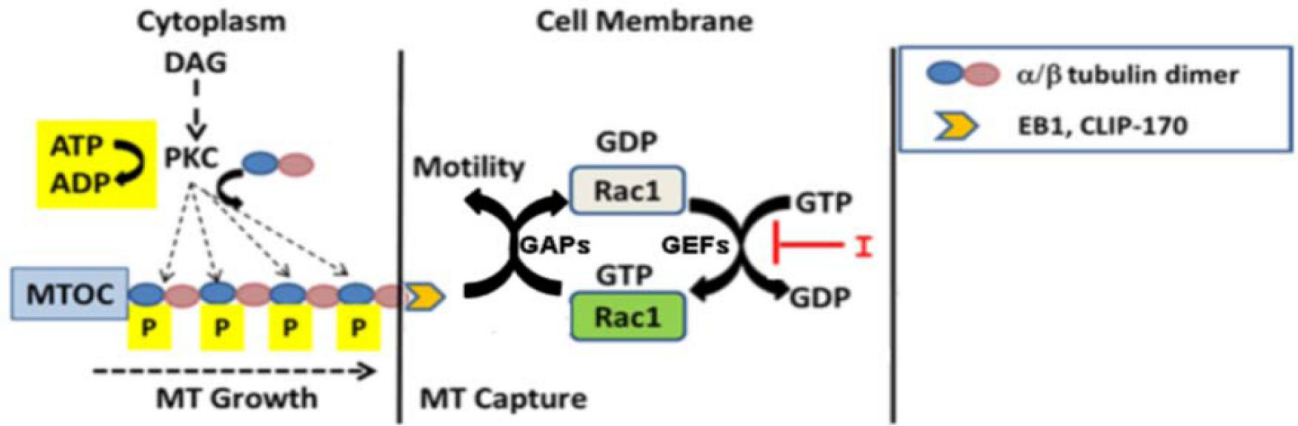 Cytoplasm
DAG
ATP
ADP
PKC
MTOC
P P P P
MT Growth
Cell Membrane
GDP
Rac1
Motility
GAPs
GEFs
GTP
GDP
I
GTP
Rac1
MT Capture
α/β tubulin dimer
EB1, CLIP-170